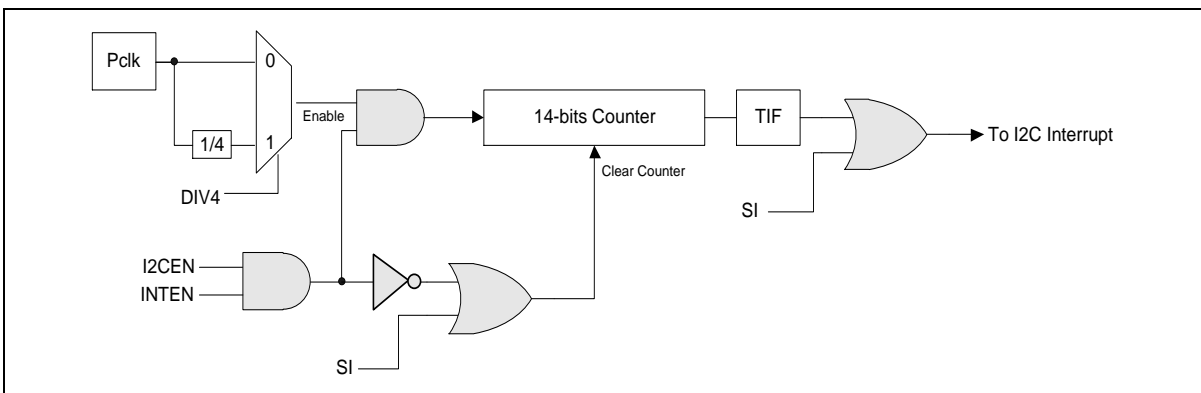 Pclk
0
Enable
1/4
1
DIV4
14-bits Counter
TIF
To I2C Interrupt
Clear Counter
SI
I2CEN
INTEN
SI